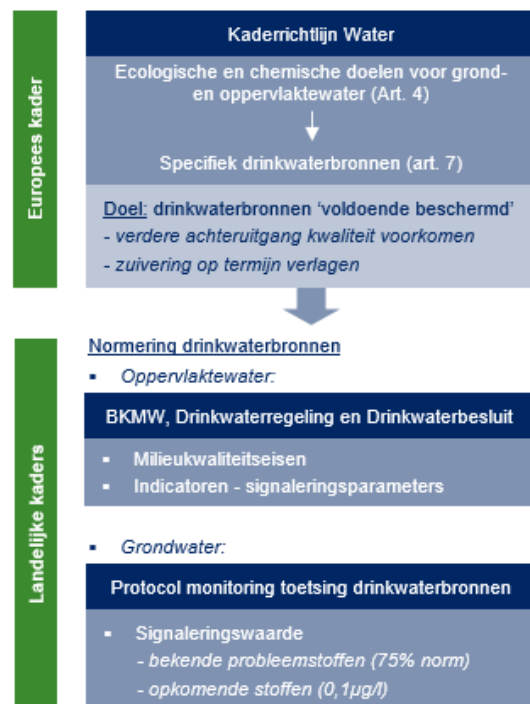 Europees kader
Kaderrichtlijn Water
Ecologische en chemische doelen voor grond-
en oppervlaktewater (Art. 4)
Specifiek drinkwaterbronnen (art. 7)
Doel: drinkwaterbronnen ‘voldoende beschermd’
- verdere achteruitgang kwaliteit voorkomen
- zuivering op termijn verlagen
Landelijke kaders
Normering drinkwaterbronnen
▪ Oppervlaktewater:
BKMW, Drinkwaterregeling en Drinkwaterbesluit
▪ Milieukwaliteitseisen
▪ Indicatoren - signaleringsparameters
▪ Grondwater:
Protocol monitoring toetsing drinkwaterbronnen
▪ Signaleringswaarde
- bekende probleemstoffen (75% norm)
- opkomende stoffen (0,1µg/l)